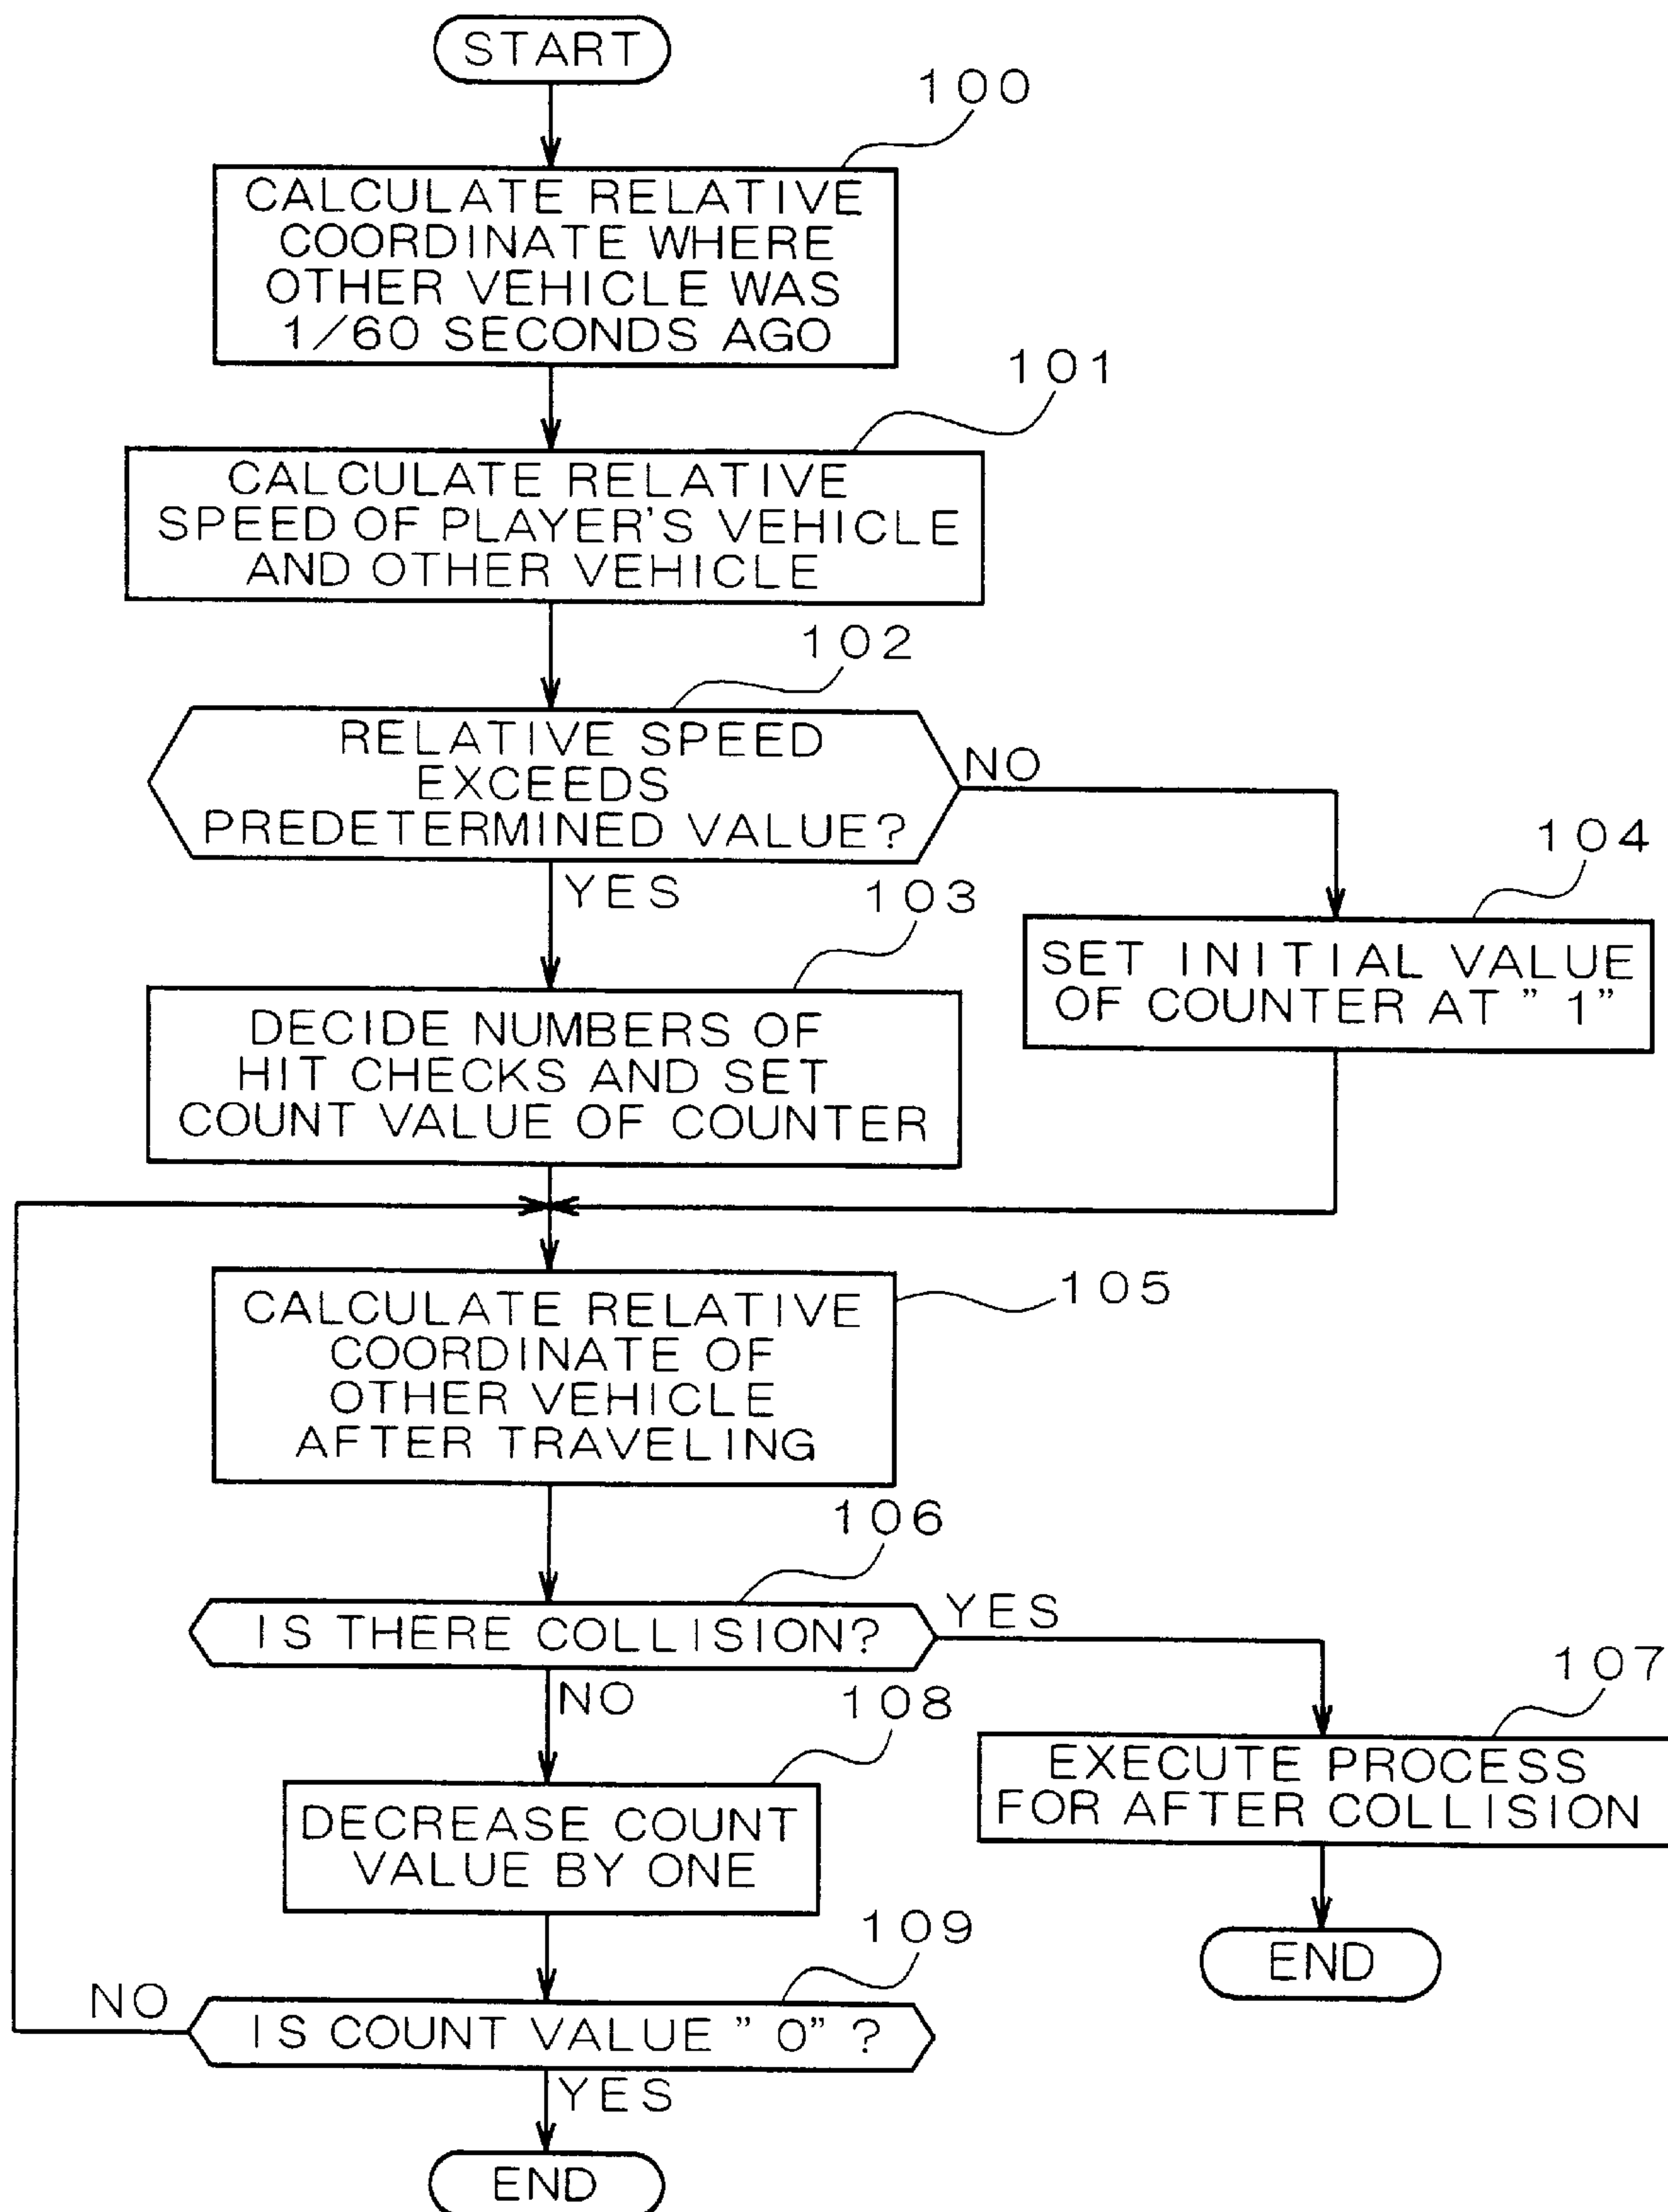 START
100
CALCULATE RELATIVE
COORDINATE WHERE
OTHER VEHICLE WAS
1/60 SECONDS AGO
101
CALCULATE RELATIVE
SPEED OF PLAYER'S VEHICLE
AND OTHER VEHICLE
102
RELATIVE SPEED
EXCEEDS
PREDETERMINED VALUE?
NO
YES
103
104
SET INITIAL VALUE
OF COUNTER AT "1"
DECIDE NUMBERS OF
HIT CHECKS AND SET
COUNT VALUE OF COUNTER
105
CALCULATE RELATIVE
COORDINATE OF
OTHER VEHICLE
AFTER TRAVELING
106
IS THERE COLLISION?
YES
NO
107
EXECUTE PROCESS
FOR AFTER COLLISION
END
108
DECREASE COUNT
VALUE BY ONE
109
IS COUNT VALUE "0"?
NO
YES
END